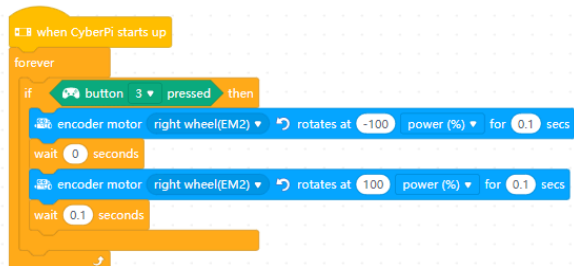 when CyberPi starts up
forever
if button 3 pressed then
encoder motor right wheel(EM2) rotates at -100 power (%) for 0.1 secs
wait 0 seconds
encoder motor right wheel(EM2) rotates at 100 power (%) for 0.1 secs
wait 0.1 seconds